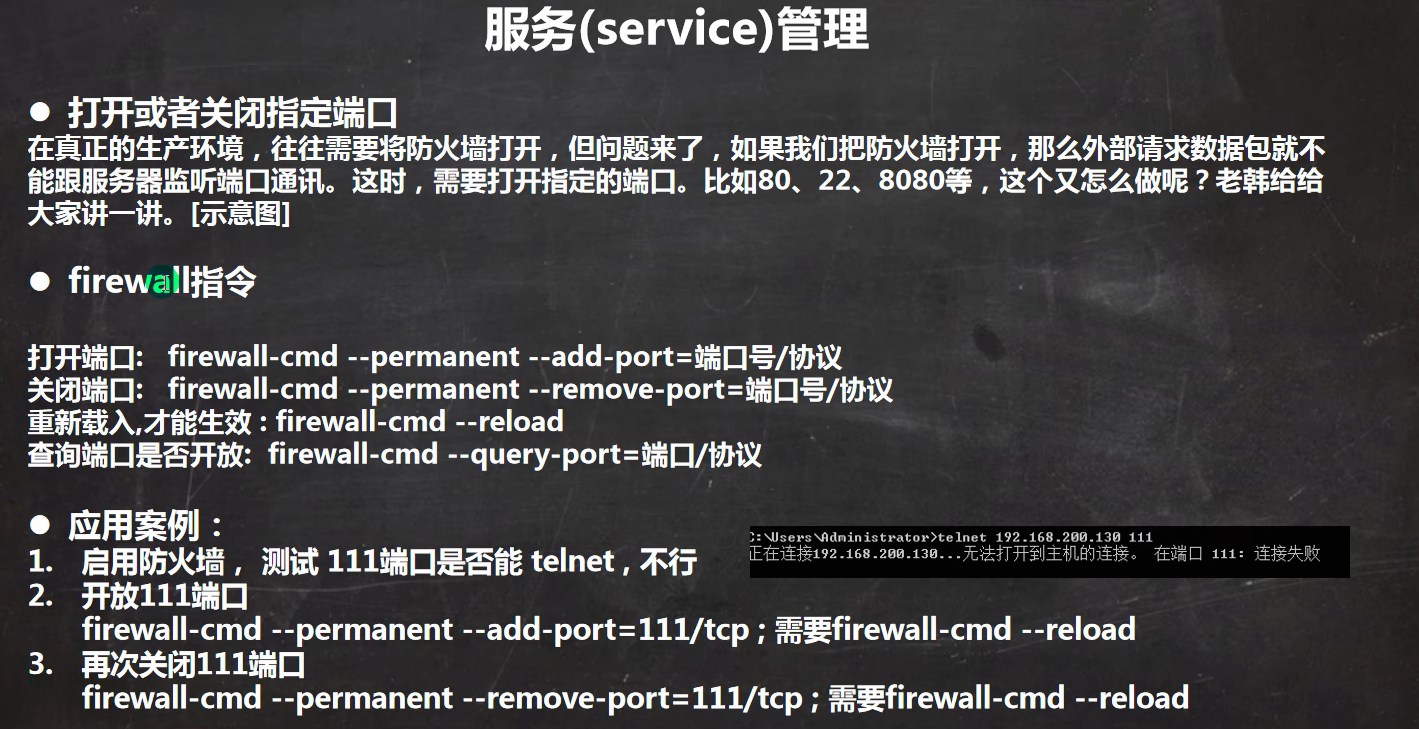 服务(service)管理
● 打开或者关闭指定端口
在真正的生产环境，往往需要将防火墙打开，但问题来了，如果我们把防火墙打开，那么外部请求数据包就不
能跟服务器监听端口通讯。这时，需要打开指定的端口。比如80、22、8080等，这个又怎么做呢？老韩给给
大家讲一讲。[示意图]
● firewall指令
打开端口: firewall-cmd --permanent --add-port=端口号/协议
关闭端口: firewall-cmd --permanent --remove-port=端口号/协议
重新载入,才能生效 : firewall-cmd --reload
查询端口是否开放: firewall-cmd --query-port=端口/协议
● 应用案例：
1. 启用防火墙， 测试 111端口是否能 telnet , 不行
C:\Users\Administrator>telnet 192.168.200.130 111
正在连接192.168.200.130...无法打开到主机的连接。 在端口 111: 连接失败
2. 开放111端口
firewall-cmd --permanent --add-port=111/tcp ; 需要firewall-cmd --reload
3. 再次关闭111端口
firewall-cmd --permanent --remove-port=111/tcp ; 需要firewall-cmd --reload